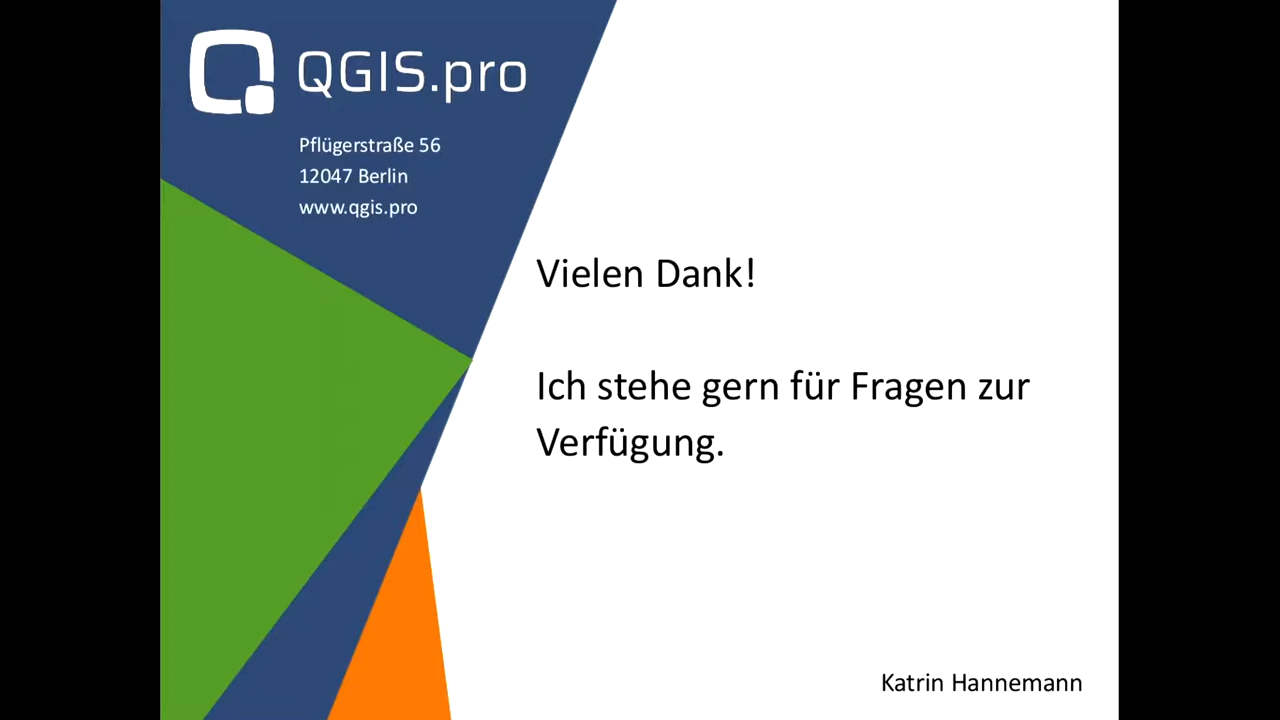 QGIS.pro
Pflügerstraße 56
12047 Berlin
www.qgis.pro
Vielen Dank!
Ich stehe gern für Fragen zur
Verfügung.
Katrin Hannemann